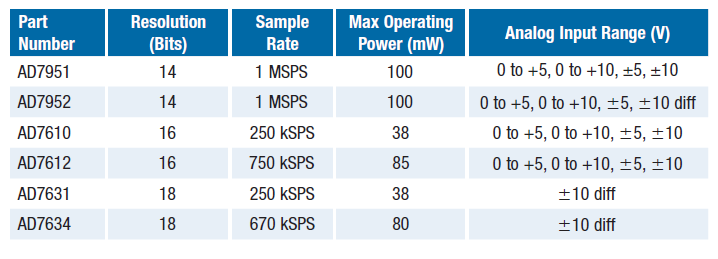 Part Number Resolution (Bits) Sample Rate Max Operating Power (mW) Analog Input Range (V)
AD7951 14 1 MSPS 100 0 to +5, 0 to +10, ±5, ±10
AD7952 14 1 MSPS 100 0 to +5, 0 to +10, ±5, ±10 diff
AD7610 16 250 kSPS 38 0 to +5, 0 to +10, ±5, ±10
AD7612 16 750 kSPS 85 0 to +5, 0 to +10, ±5, ±10
AD7631 18 250 kSPS 38 ±10 diff
AD7634 18 670 kSPS 80 ±10 diff